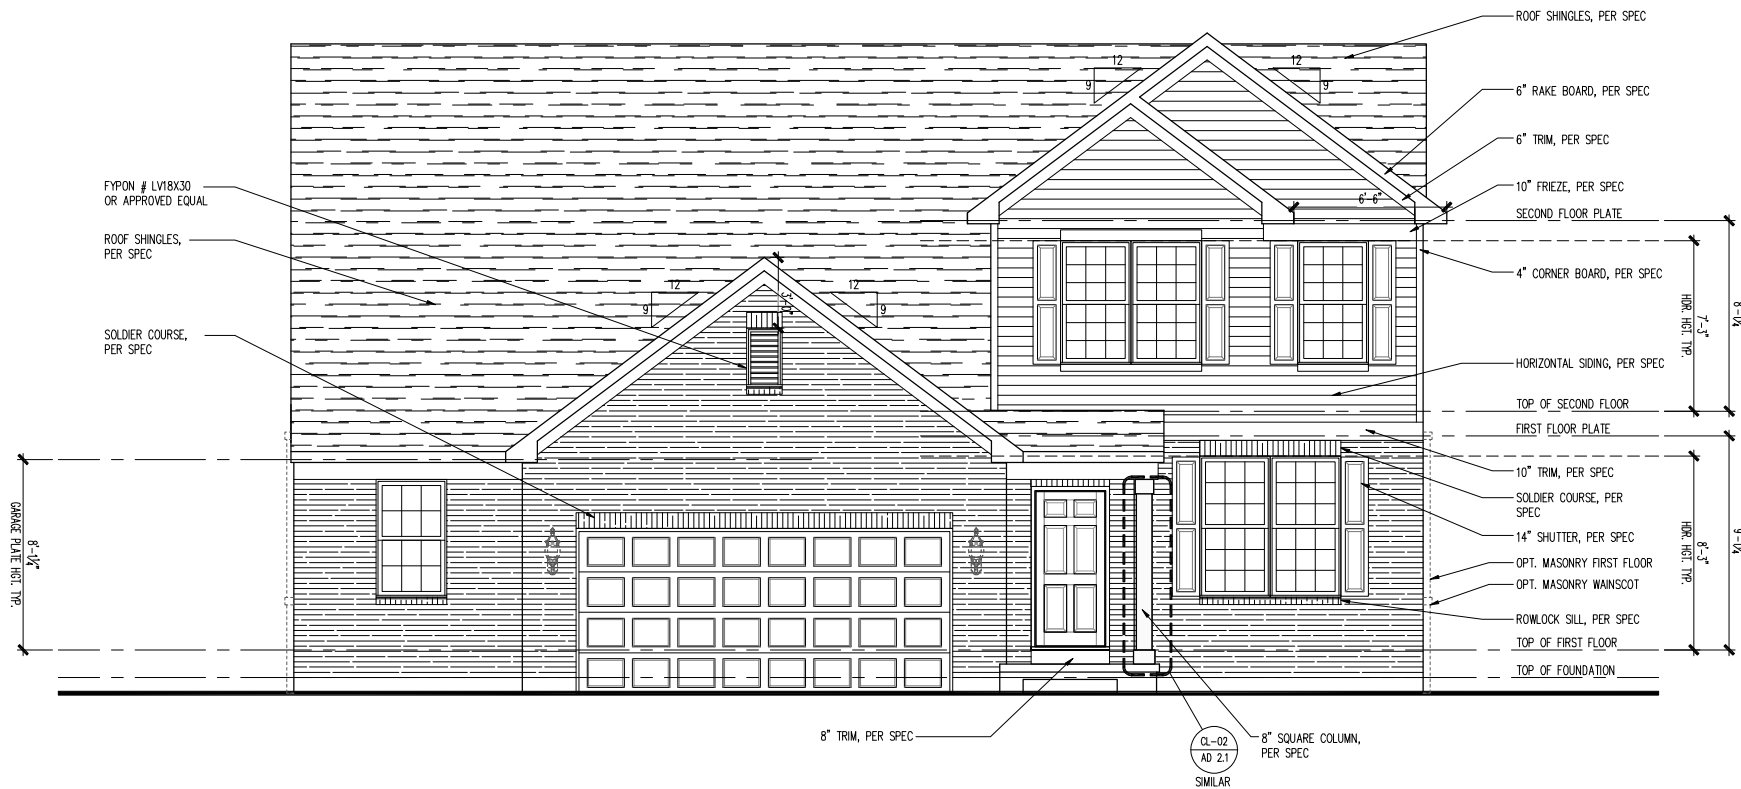 ROOF SHINGLES, PER SPEC
12
9
12
9
6" RAKE BOARD, PER SPEC
6" TRIM, PER SPEC
10" FRIEZE, PER SPEC
6'-6"
SECOND FLOOR PLATE
FYPON # LV18X30
OR APPROVED EQUAL
ROOF SHINGLES,
PER SPEC
4" CORNER BOARD, PER SPEC
12
9
3'-0"
12
9
7'-3"
HDR. HGT. TYP.
SOLDIER COURSE,
PER SPEC
HORIZONTAL SIDING, PER SPEC
TOP OF SECOND FLOOR
FIRST FLOOR PLATE
10" TRIM, PER SPEC
SOLDIER COURSE, PER
SPEC
14" SHUTTER, PER SPEC
8'-3"
HDR. HGT. TYP.
8'-1/4"
GARAGE PLATE HGT. TYP.
OPT. MASONRY FIRST FLOOR
OPT. MASONRY WAINSCOT
ROWLOCK SILL, PER SPEC
TOP OF FIRST FLOOR
TOP OF FOUNDATION
8" TRIM, PER SPEC
8" SQUARE COLUMN,
PER SPEC
CL-02
AD 2.1
SIMILAR